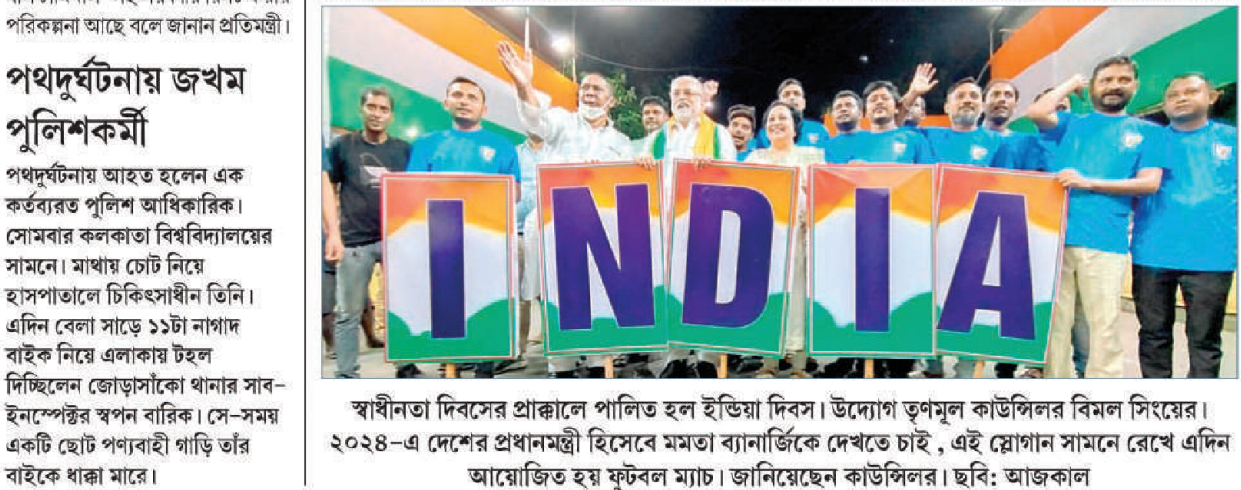 পরিকল্পনা আছে বলে জানান প্রতিমন্ত্রী।
পথদুর্ঘটনায় জখম
পুলিশকর্মী
পথদুর্ঘটনায় আহত হলেন এক
কর্তব্যরত পুলিশ আধিকারিক।
সোমবার কলকাতা বিশ্ববিদ্যালয়ের
সামনে। মাথায় চোট নিয়ে
হাসপাতালে চিকিৎসাধীন তিনি।
এদিন বেলা সাড়ে ১১টা নাগাদ
বাইক নিয়ে এলাকায় টহল
দিচ্ছিলেন জোড়াসাঁকো থানার সাব-
ইনস্পেক্টর স্বপন বারিক। সে-সময়
একটি ছোট পণ্যবাহী গাড়ি তাঁর
বাইকে ধাক্কা মারে।
INDIA
স্বাধীনতা দিবসের প্রাক্কালে পালিত হল ইন্ডিয়া দিবস। উদ্যোগ তৃণমূল কাউন্সিলর বিমল সিংয়ের।
২০২৪-এ দেশের প্রধানমন্ত্রী হিসেবে মমতা ব্যানার্জিকে দেখতে চাই , এই স্লোগান সামনে রেখে এদিন
আয়োজিত হয় ফুটবল ম্যাচ। জানিয়েছেন কাউন্সিলর। ছবি: আজকাল